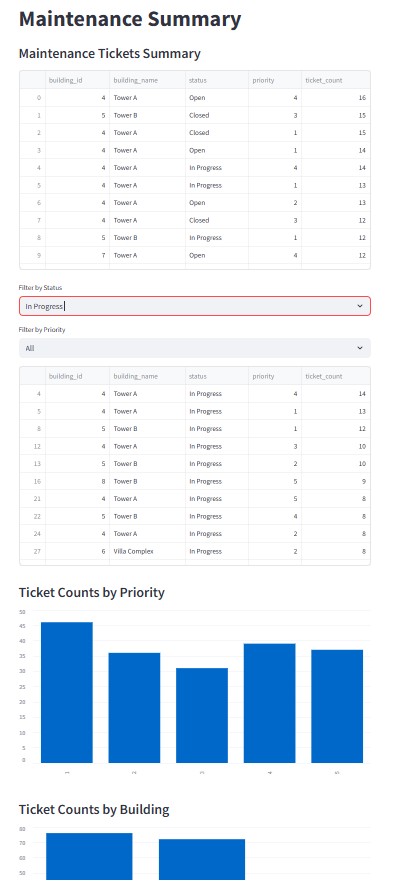 Maintenance Summary
Maintenance Tickets Summary
building_id building_name status priority ticket_count
0 4 Tower A Open 4 16
1 5 Tower B Closed 3 15
2 4 Tower A Closed 1 15
3 4 Tower A Open 1 14
4 4 Tower A In Progress 4 14
5 4 Tower A In Progress 1 13
6 4 Tower A Open 2 13
7 4 Tower A Closed 3 12
8 5 Tower B In Progress 1 12
9 7 Tower A Open 4 12
Filter by Status
In Progress
Filter by Priority
All
building_id building_name status priority ticket_count
4 4 Tower A In Progress 4 14
5 4 Tower A In Progress 1 13
8 5 Tower B In Progress 1 12
12 4 Tower A In Progress 3 10
13 5 Tower B In Progress 2 10
16 8 Tower B In Progress 5 9
21 4 Tower A In Progress 5 8
22 5 Tower B In Progress 4 8
24 4 Tower A In Progress 2 8
27 6 Villa Complex In Progress 2 8
Ticket Counts by Priority
50
45
40
35
30
25
20
15
10
5
0
1 2 3 4 5
Ticket Counts by Building
80
70
60
50